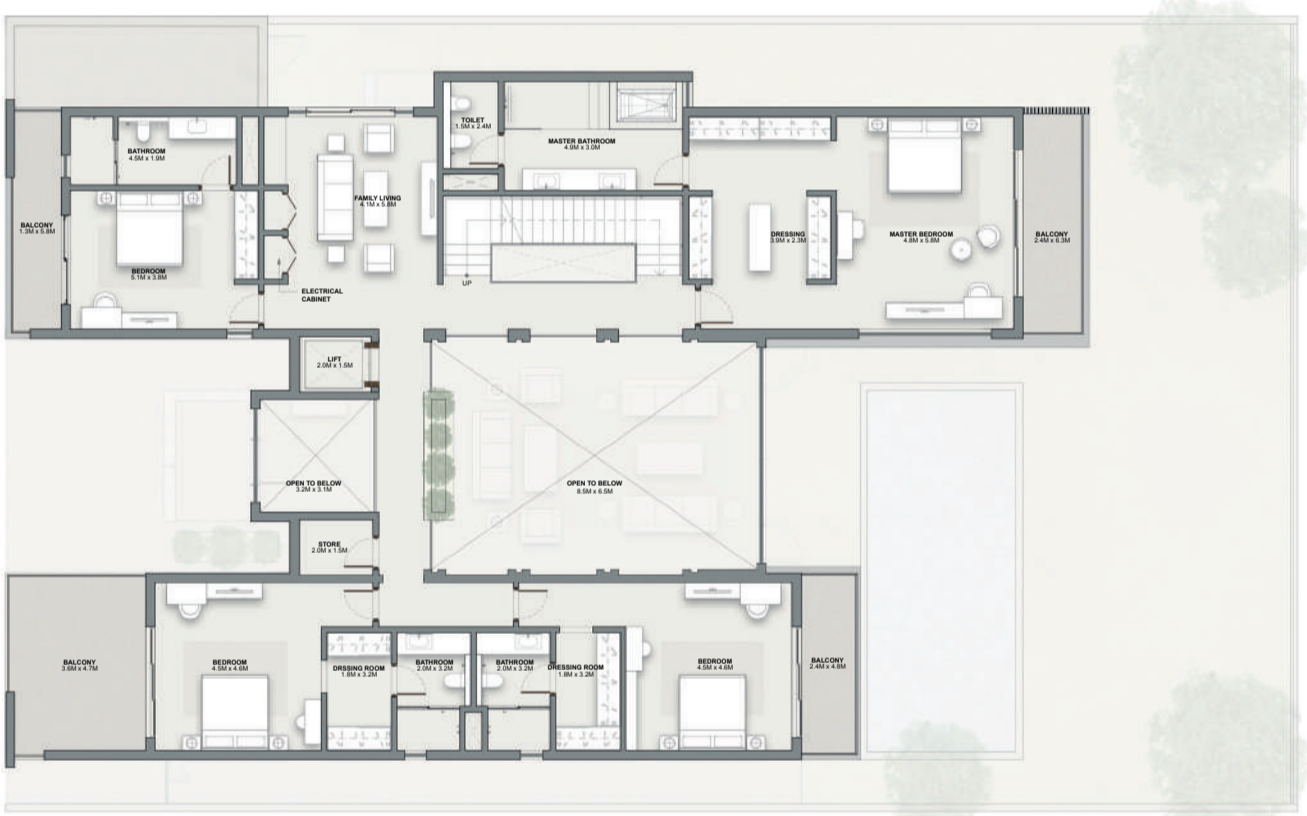 TOILET
1.5M x 2.4M
MASTER BATHROOM
4.9M x 3.0M
BATHROOM
4.5M x 1.9M
FAMILY LIVING
4.1M x 5.8M
BALCONY
1.3M x 5.8M
DRESSING
3.9M x 2.3M
MASTER BEDROOM
4.8M x 5.8M
BALCONY
2.4M x 6.3M
BEDROOM
5.1M x 3.8M
UP
ELECTRICAL
CABINET
LIFT
2.0M x 1.5M
OPEN TO BELOW
3.2M x 3.1M
OPEN TO BELOW
8.5M x 6.5M
STORE
2.0M x 1.5M
BALCONY
3.6M x 4.7M
BEDROOM
4.5M x 4.6M
DRSSING ROOM
1.8M x 3.2M
BATHROOM
2.0M x 3.2M
BATHROOM
2.0M x 3.2M
DRESSING ROOM
1.8M x 3.2M
BEDROOM
4.5M x 4.6M
BALCONY
2.4M x 4.8M